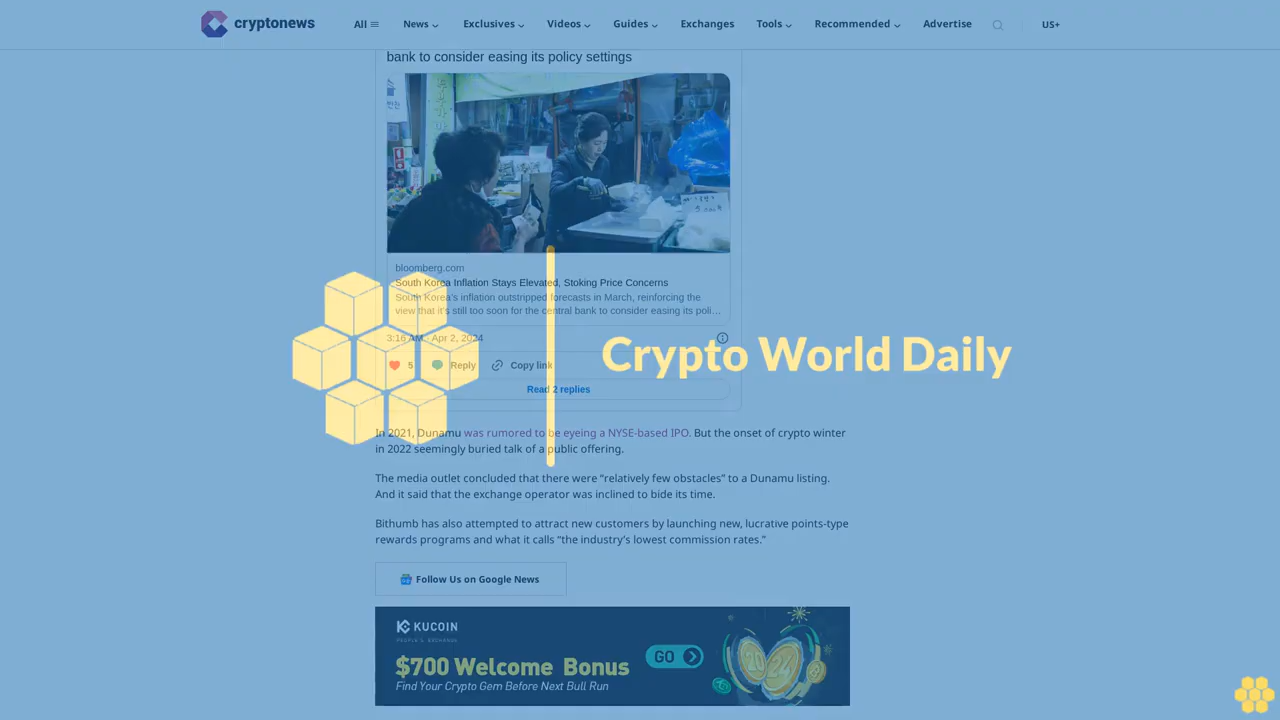 cryptonews
All News Exclusives Videos Guides Exchanges Tools Recommended Advertise US+
bank to consider easing its policy settings
bloomberg.com
South Korea Inflation Stays Elevated, Stoking Price Concerns
South Korea's inflation outstripped forecasts in March, reinforcing the
view that it's still too soon for the central bank to consider easing its poli…
3:16 AM · Apr 2, 2024
5 Reply Copy link
Read 2 replies
Crypto World Daily
In 2021, Dunamu was rumored to be eyeing a NYSE-based IPO. But the onset of crypto winter
in 2022 seemingly buried talk of a public offering.
The media outlet concluded that there were “relatively few obstacles” to a Dunamu listing.
And it said that the exchange operator was inclined to bide its time.
Bithumb has also attempted to attract new customers by launching new, lucrative points-type
rewards programs and what it calls “the industry’s lowest commission rates.”
Follow Us on Google News
KUCOIN
PEOPLE'S EXCHANGE
$700 Welcome Bonus
GO
Find Your Crypto Gem Before Next Bull Run